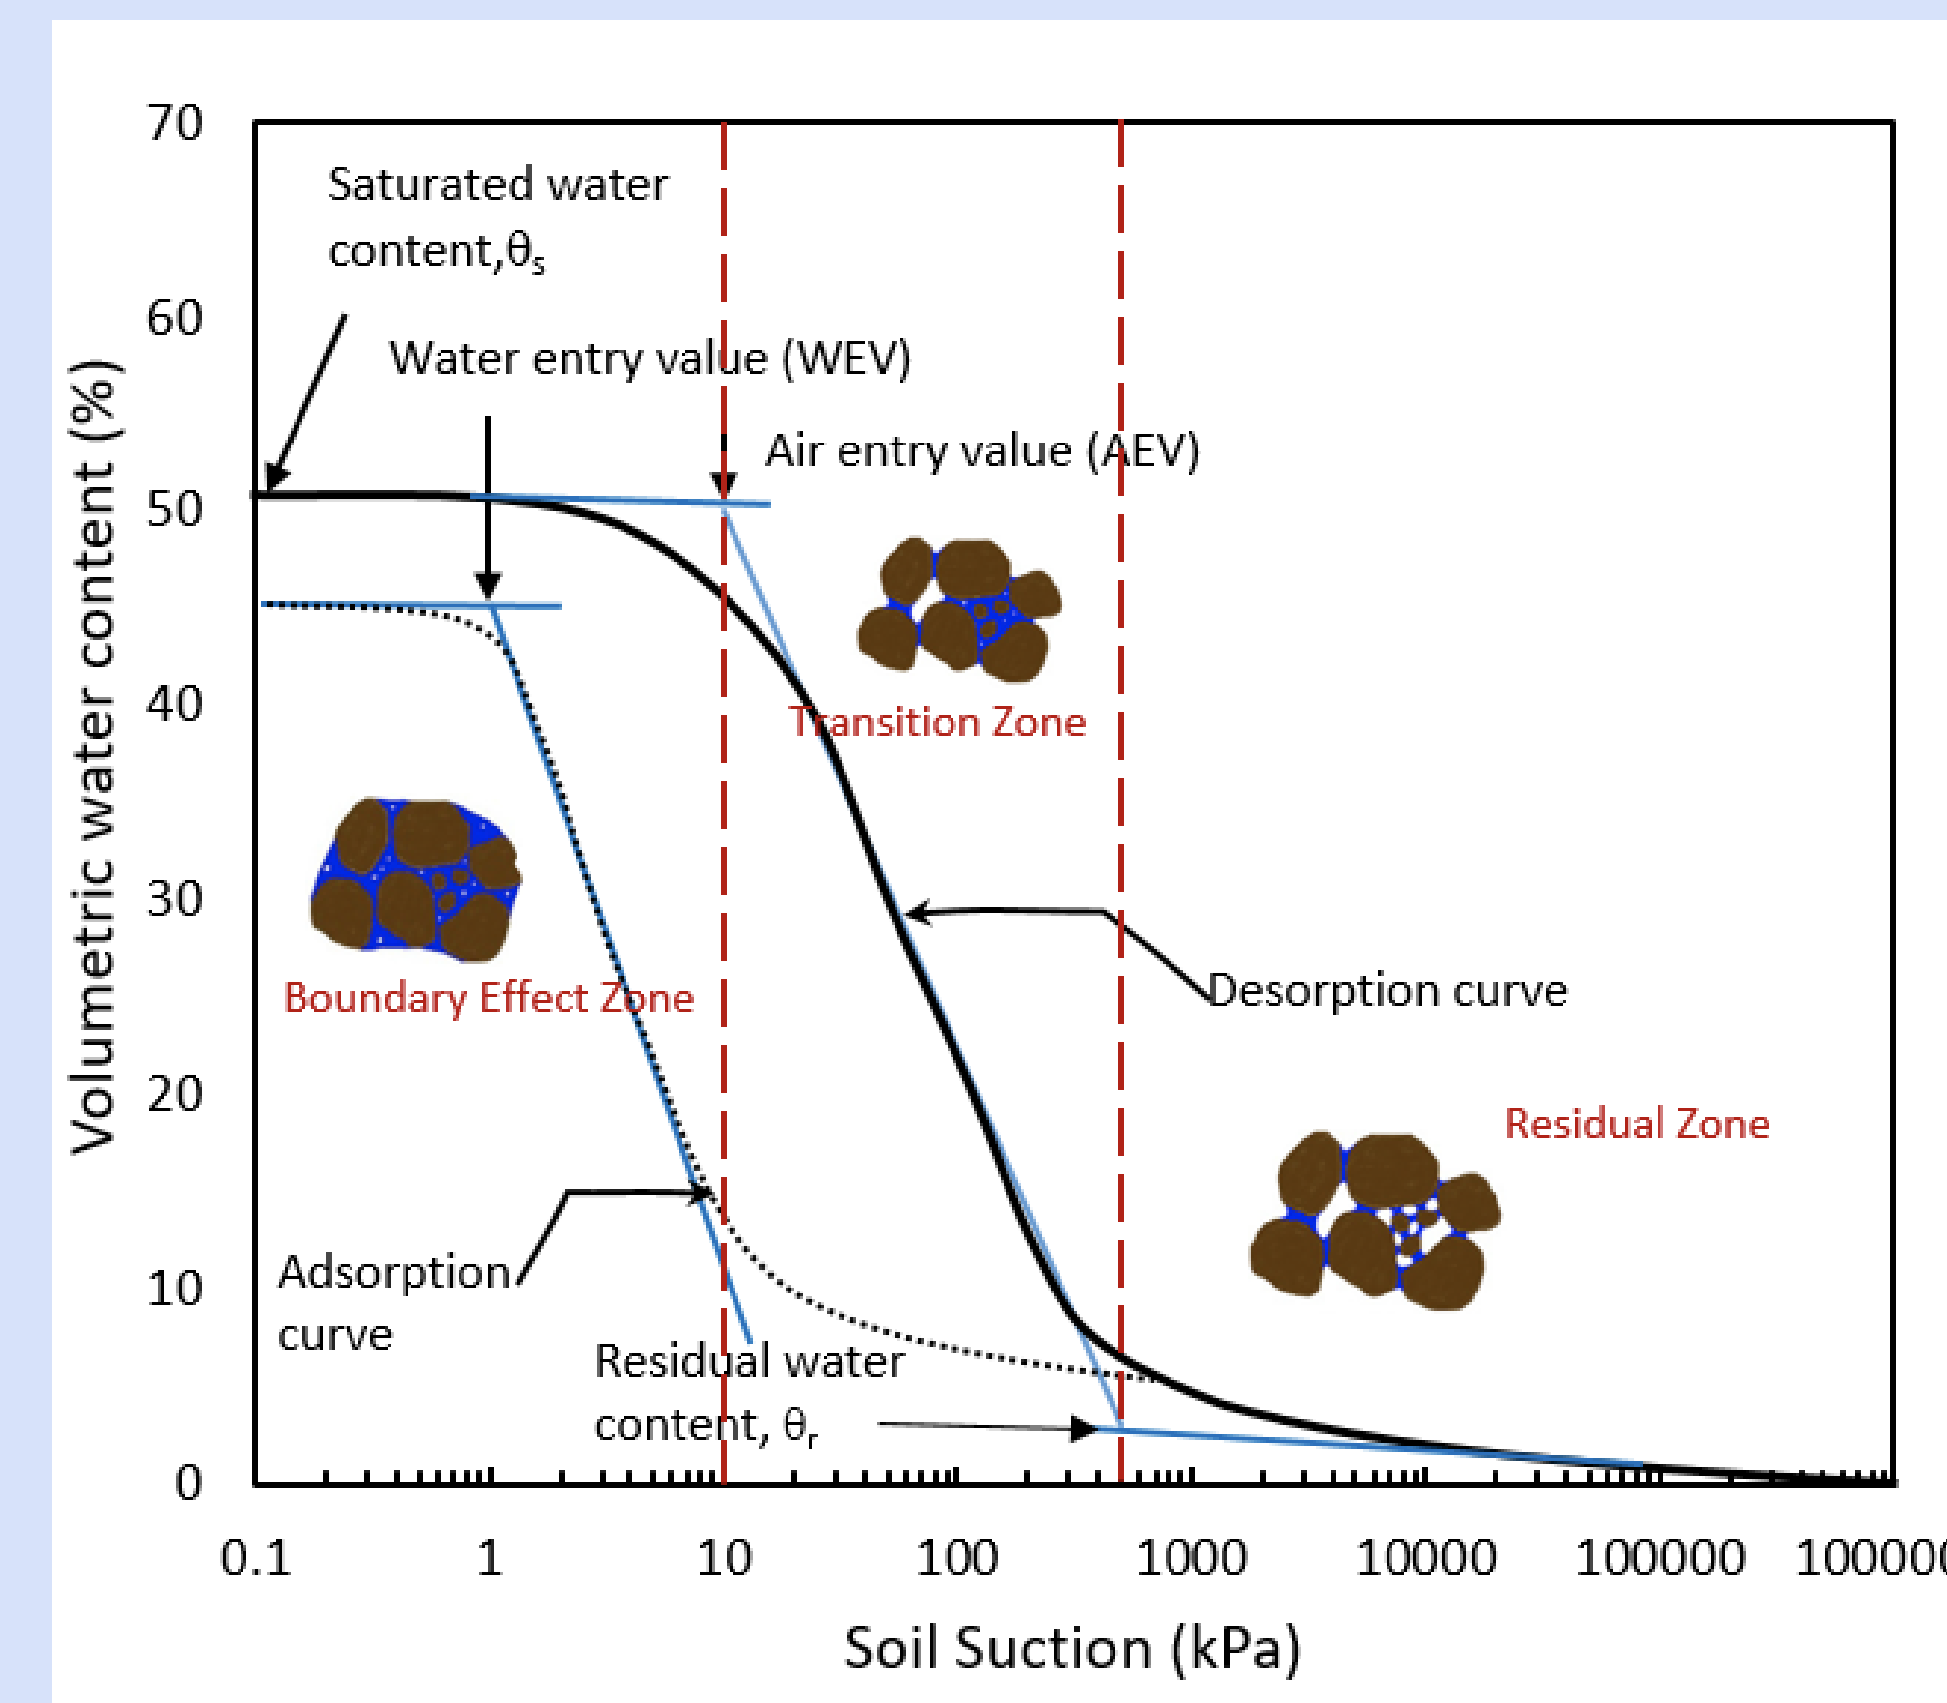 70
60
50
40
30
20
10
0
Volumetric water content (%)
Saturated water
content,θs
Water entry value (WEV)
Air entry value (AEV)
Transition Zone
Boundary Effect Zone
Desorption curve
Residual Zone
Adsorption
curve
Residual water
content, θr
0.1 1 10 100 1000 10000 100000
Soil Suction (kPa)